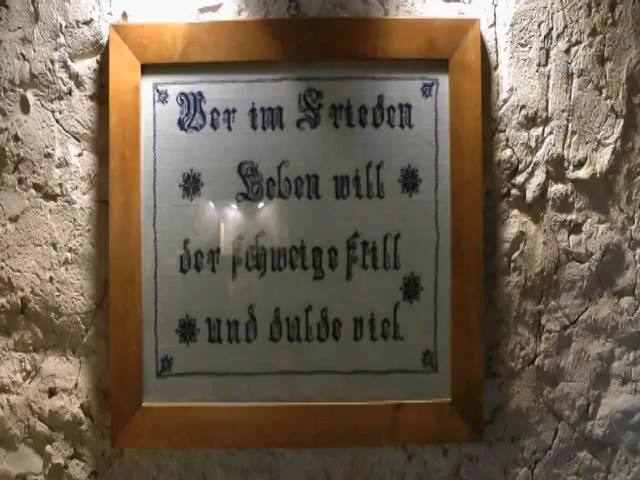 Wer im Frieden
Leben will
der schweige still
und dulde viel.